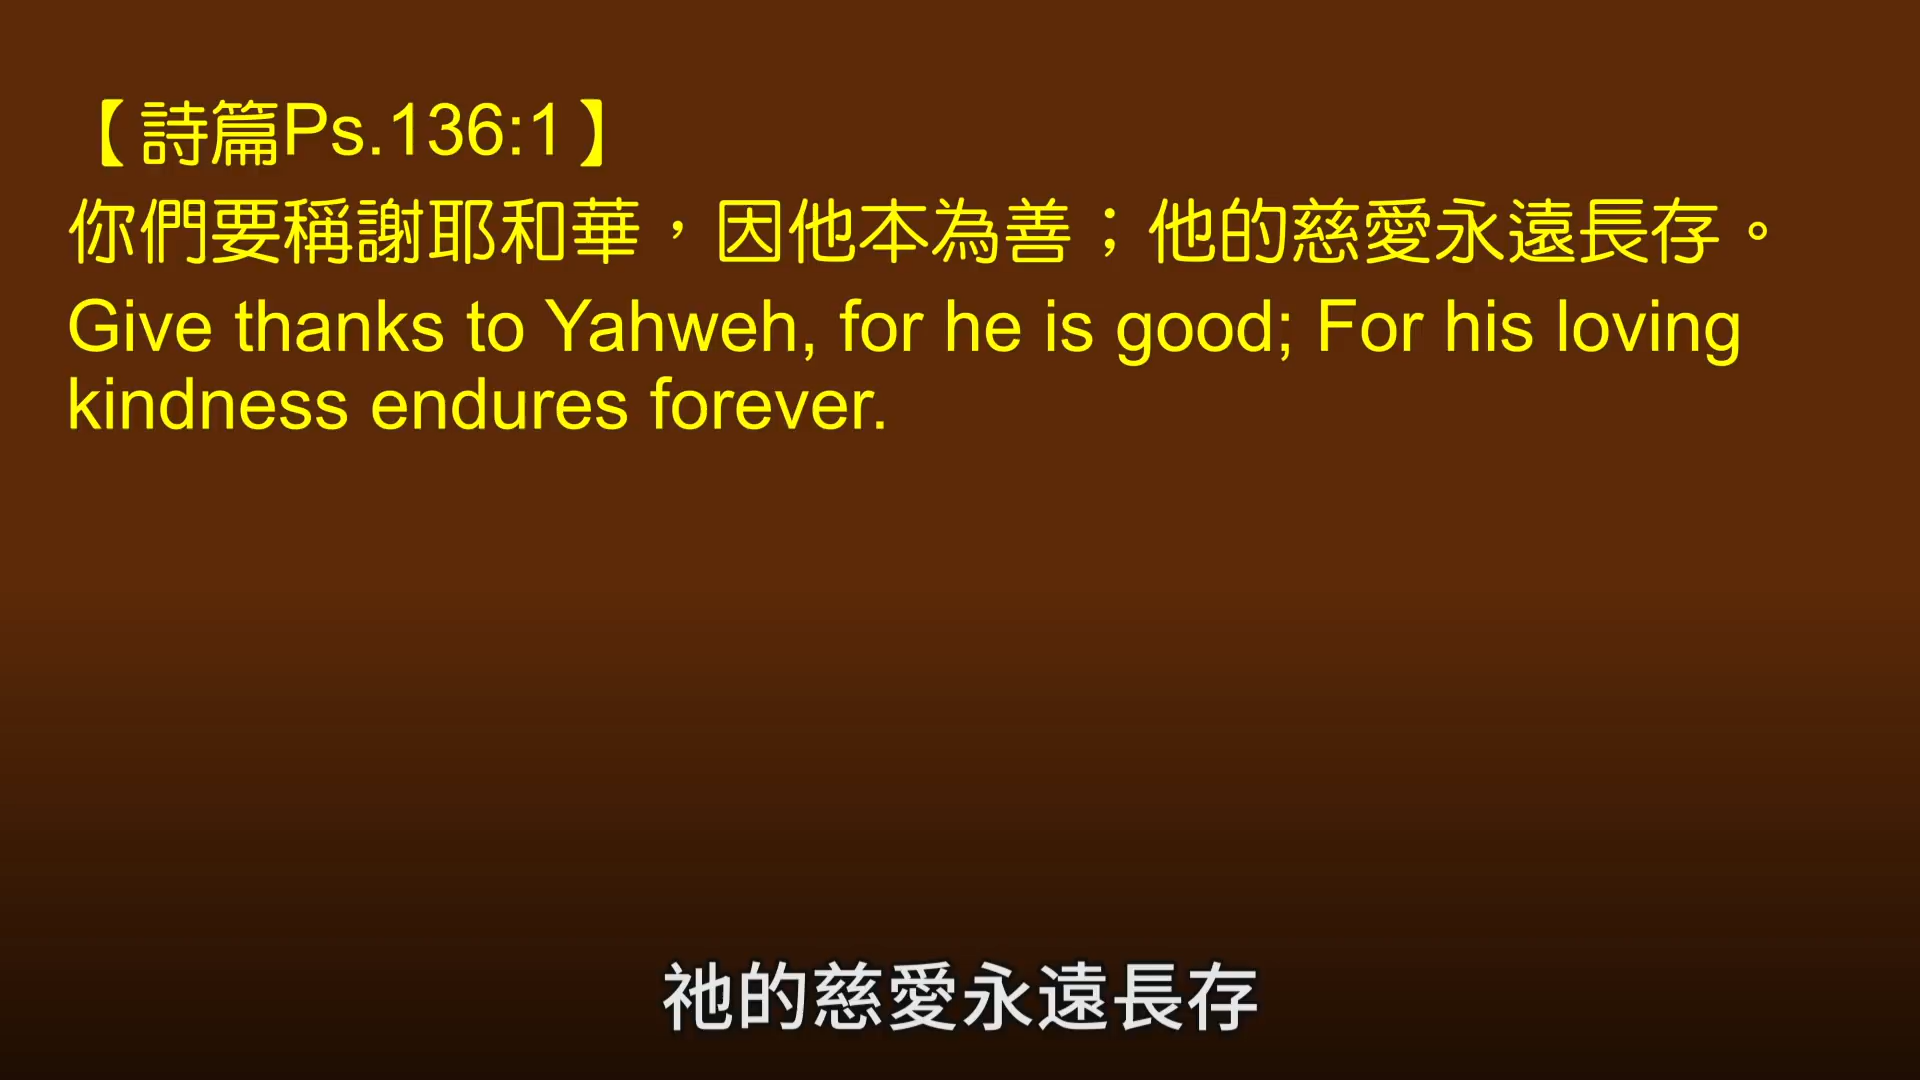 【詩篇Ps.136:1】
你們要稱謝耶和華，因他本為善；他的慈愛永遠長存。
Give thanks to Yahweh, for he is good; For his loving
kindness endures forever.
祂的慈愛永遠長存